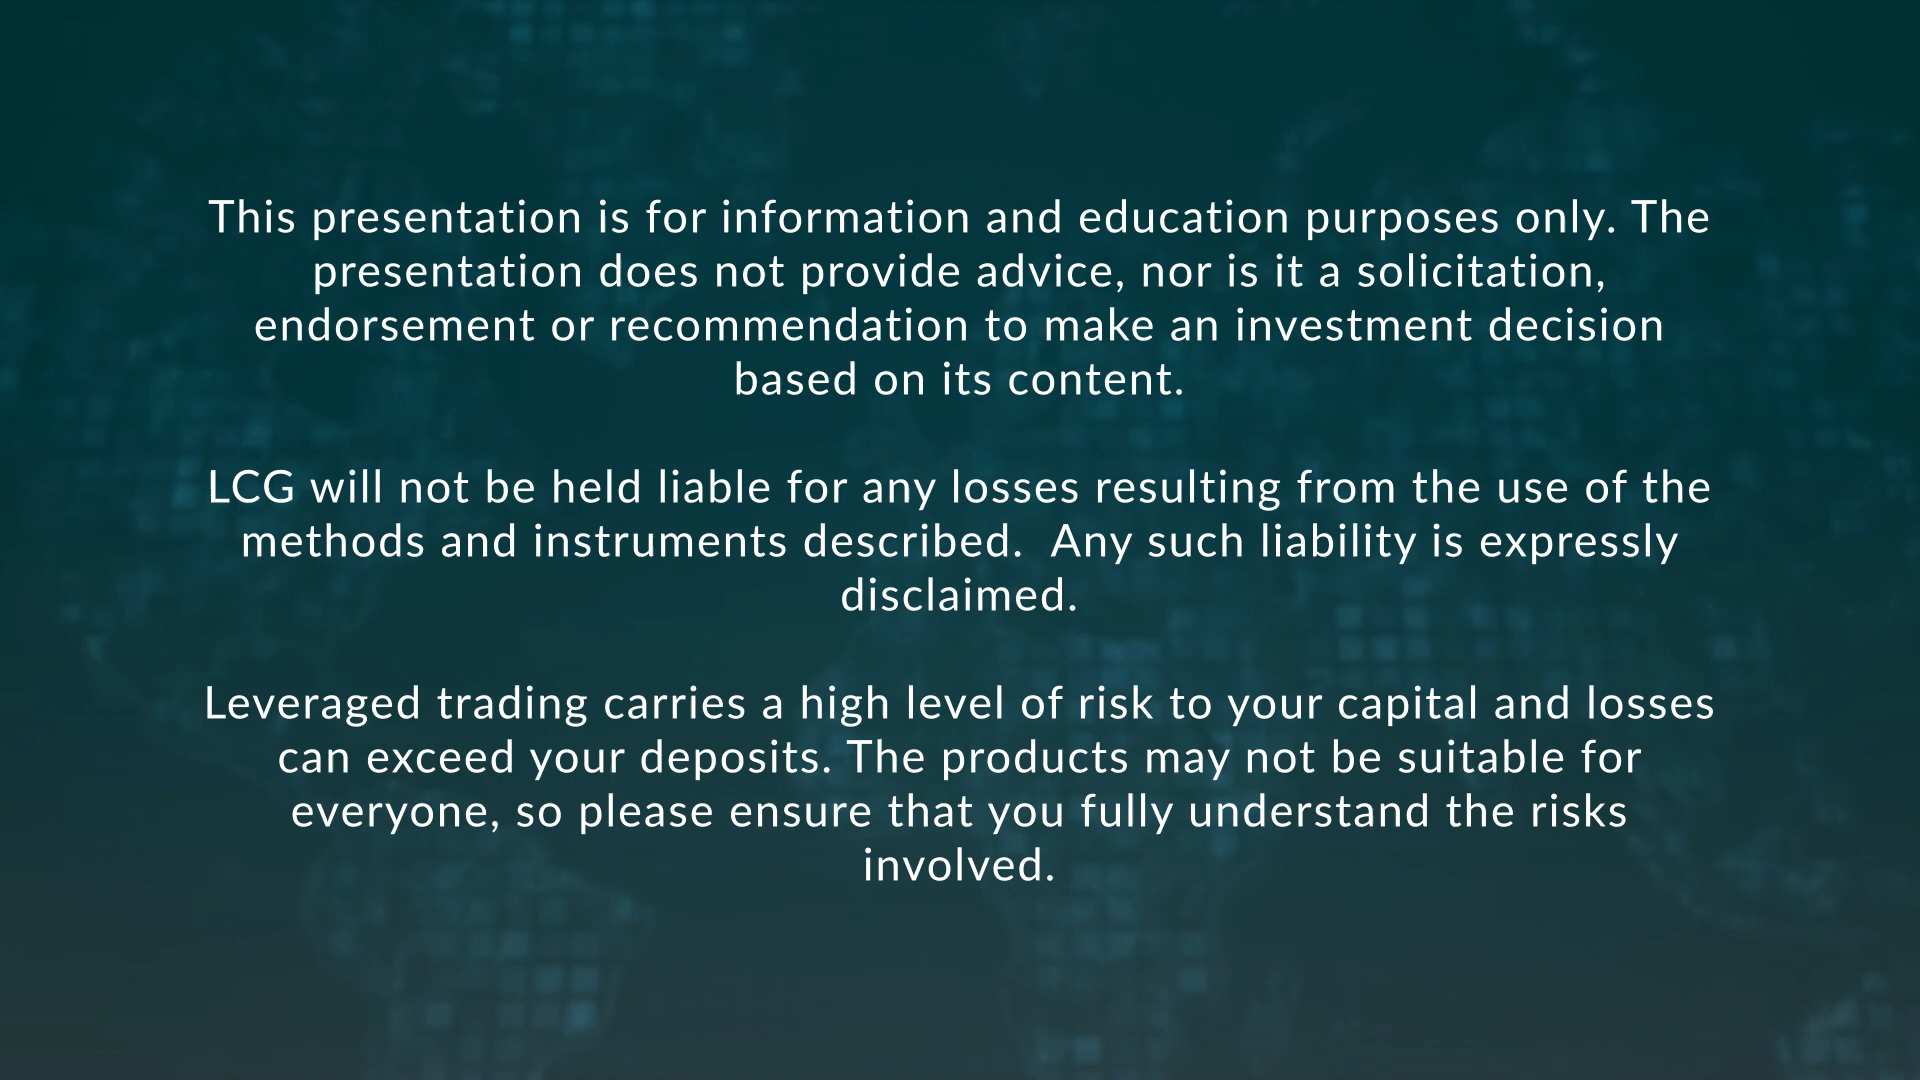 This presentation is for information and education purposes only. The
presentation does not provide advice, nor is it a solicitation,
endorsement or recommendation to make an investment decision
based on its content.
LCG will not be held liable for any losses resulting from the use of the
methods and instruments described.  Any such liability is expressly
disclaimed.
Leveraged trading carries a high level of risk to your capital and losses
can exceed your deposits. The products may not be suitable for
everyone, so please ensure that you fully understand the risks
involved.